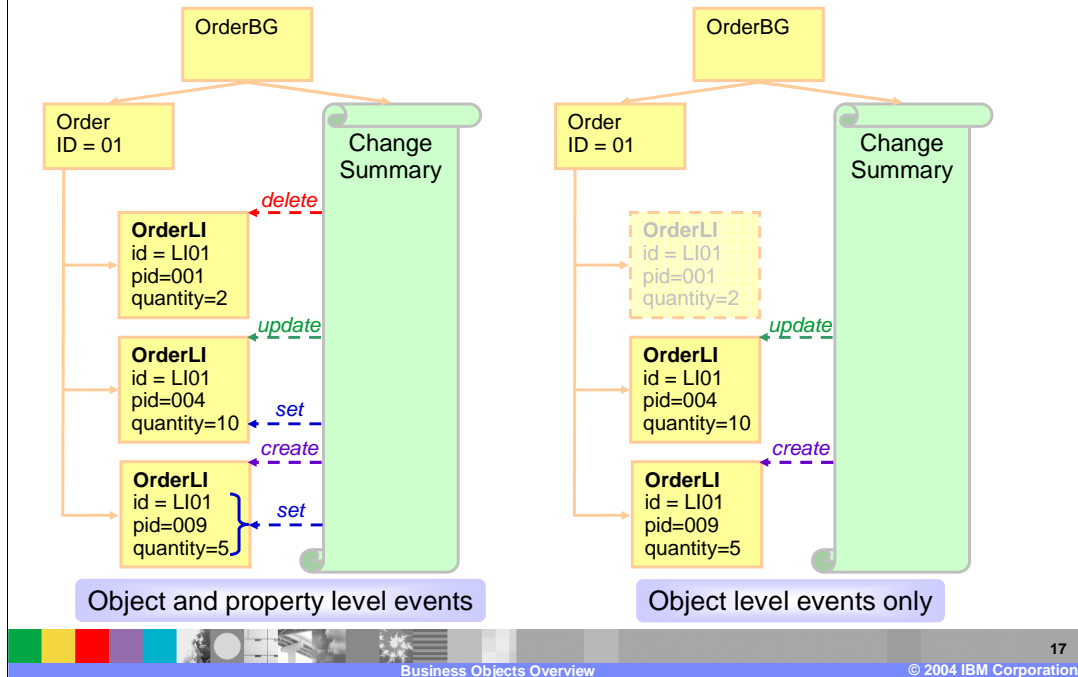 OrderBG
Order
ID = 01
Change
Summary
delete
OrderLI
id = LI01
pid=001
quantity=2
update
OrderLI
id = LI01
pid=004
quantity=10
set
create
OrderLI
id = LI01
pid=009
quantity=5
set
Object and property level events
OrderBG
Order
ID = 01
Change
Summary
OrderLI
id = LI01
pid=001
quantity=2
update
OrderLI
id = LI01
pid=004
quantity=10
create
OrderLI
id = LI01
pid=009
quantity=5
Object level events only
17
Business Objects Overview
© 2004 IBM Corporation